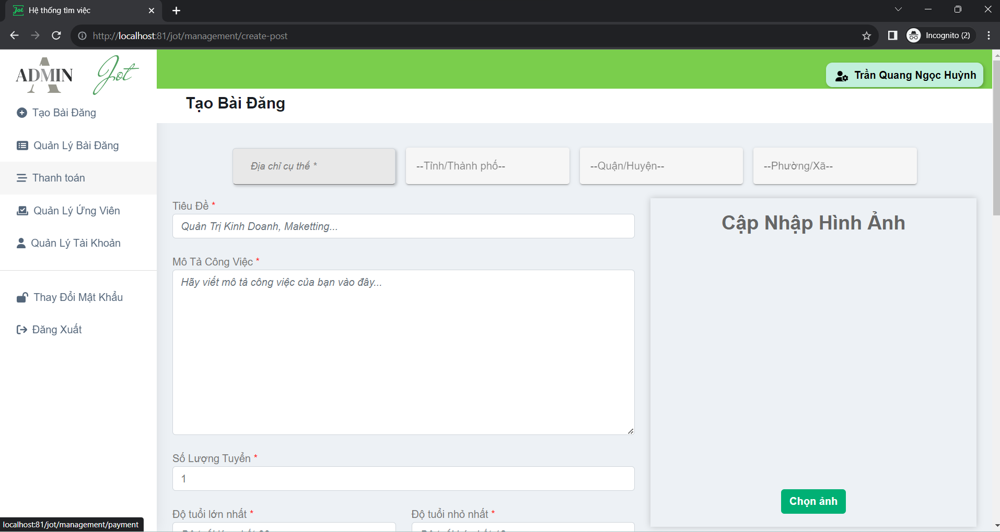 Hệ thống tìm việc
http://localhost:81/jot/management/create-post
Incognito (2)
ADMIN
Jot
Trần Quang Ngọc Huỳnh
Tạo Bài Đăng
Quản Lý Bài Đăng
Thanh toán
Quản Lý Ứng Viên
Quản Lý Tài Khoản
Thay Đổi Mật Khẩu
Đăng Xuất
Tạo Bài Đăng
Địa chỉ cụ thể *
--Tỉnh/Thành phố--
--Quận/Huyện--
--Phường/Xã--
Tiêu Đề *
Quản Trị Kinh Doanh, Maketting...
Mô Tả Công Việc *
Hãy viết mô tả công việc của bạn vào đây...
Số Lượng Tuyển *
1
Độ tuổi lớn nhất *
Độ tuổi nhỏ nhất *
Cập Nhập Hình Ảnh
Chọn ảnh
localhost:81/jot/management/payment